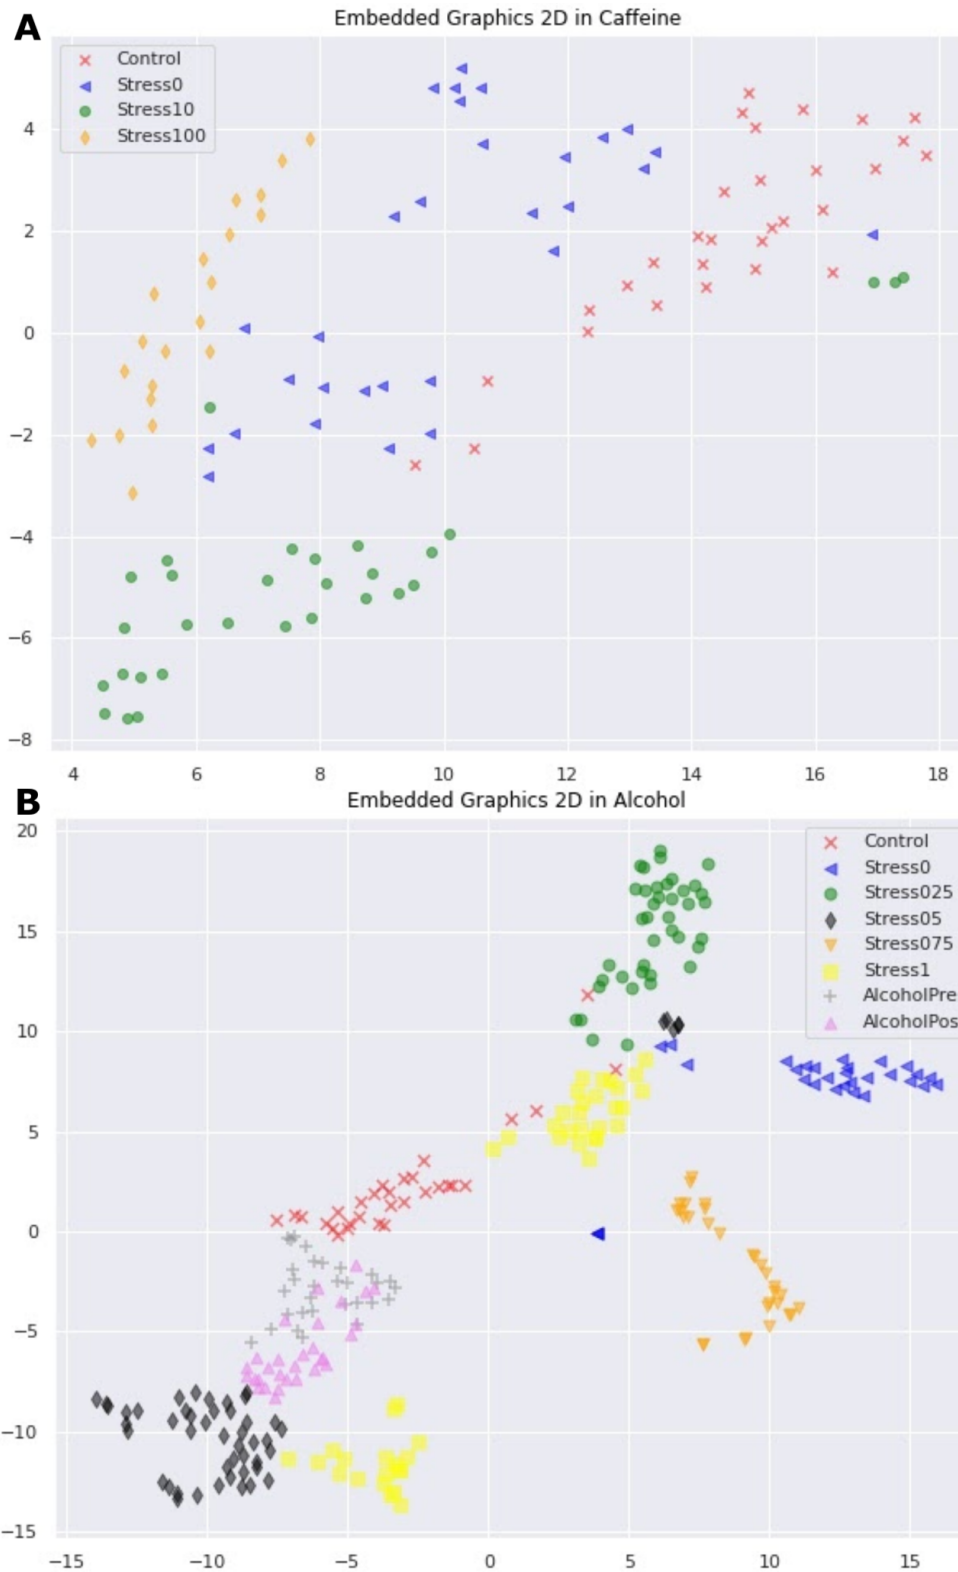 A
Embedded Graphics 2D in Caffeine
Control
Stress0
Stress10
Stress100
4
2
0
−2
−4
−6
−8
4 6 8 10 12 14 16 18
B
Embedded Graphics 2D in Alcohol
Control
Stress0
Stress025
Stress05
Stress075
Stress1
AlcoholPre
AlcoholPos
20
15
10
5
0
−5
−10
−15
−15 −10 −5 0 5 10 15